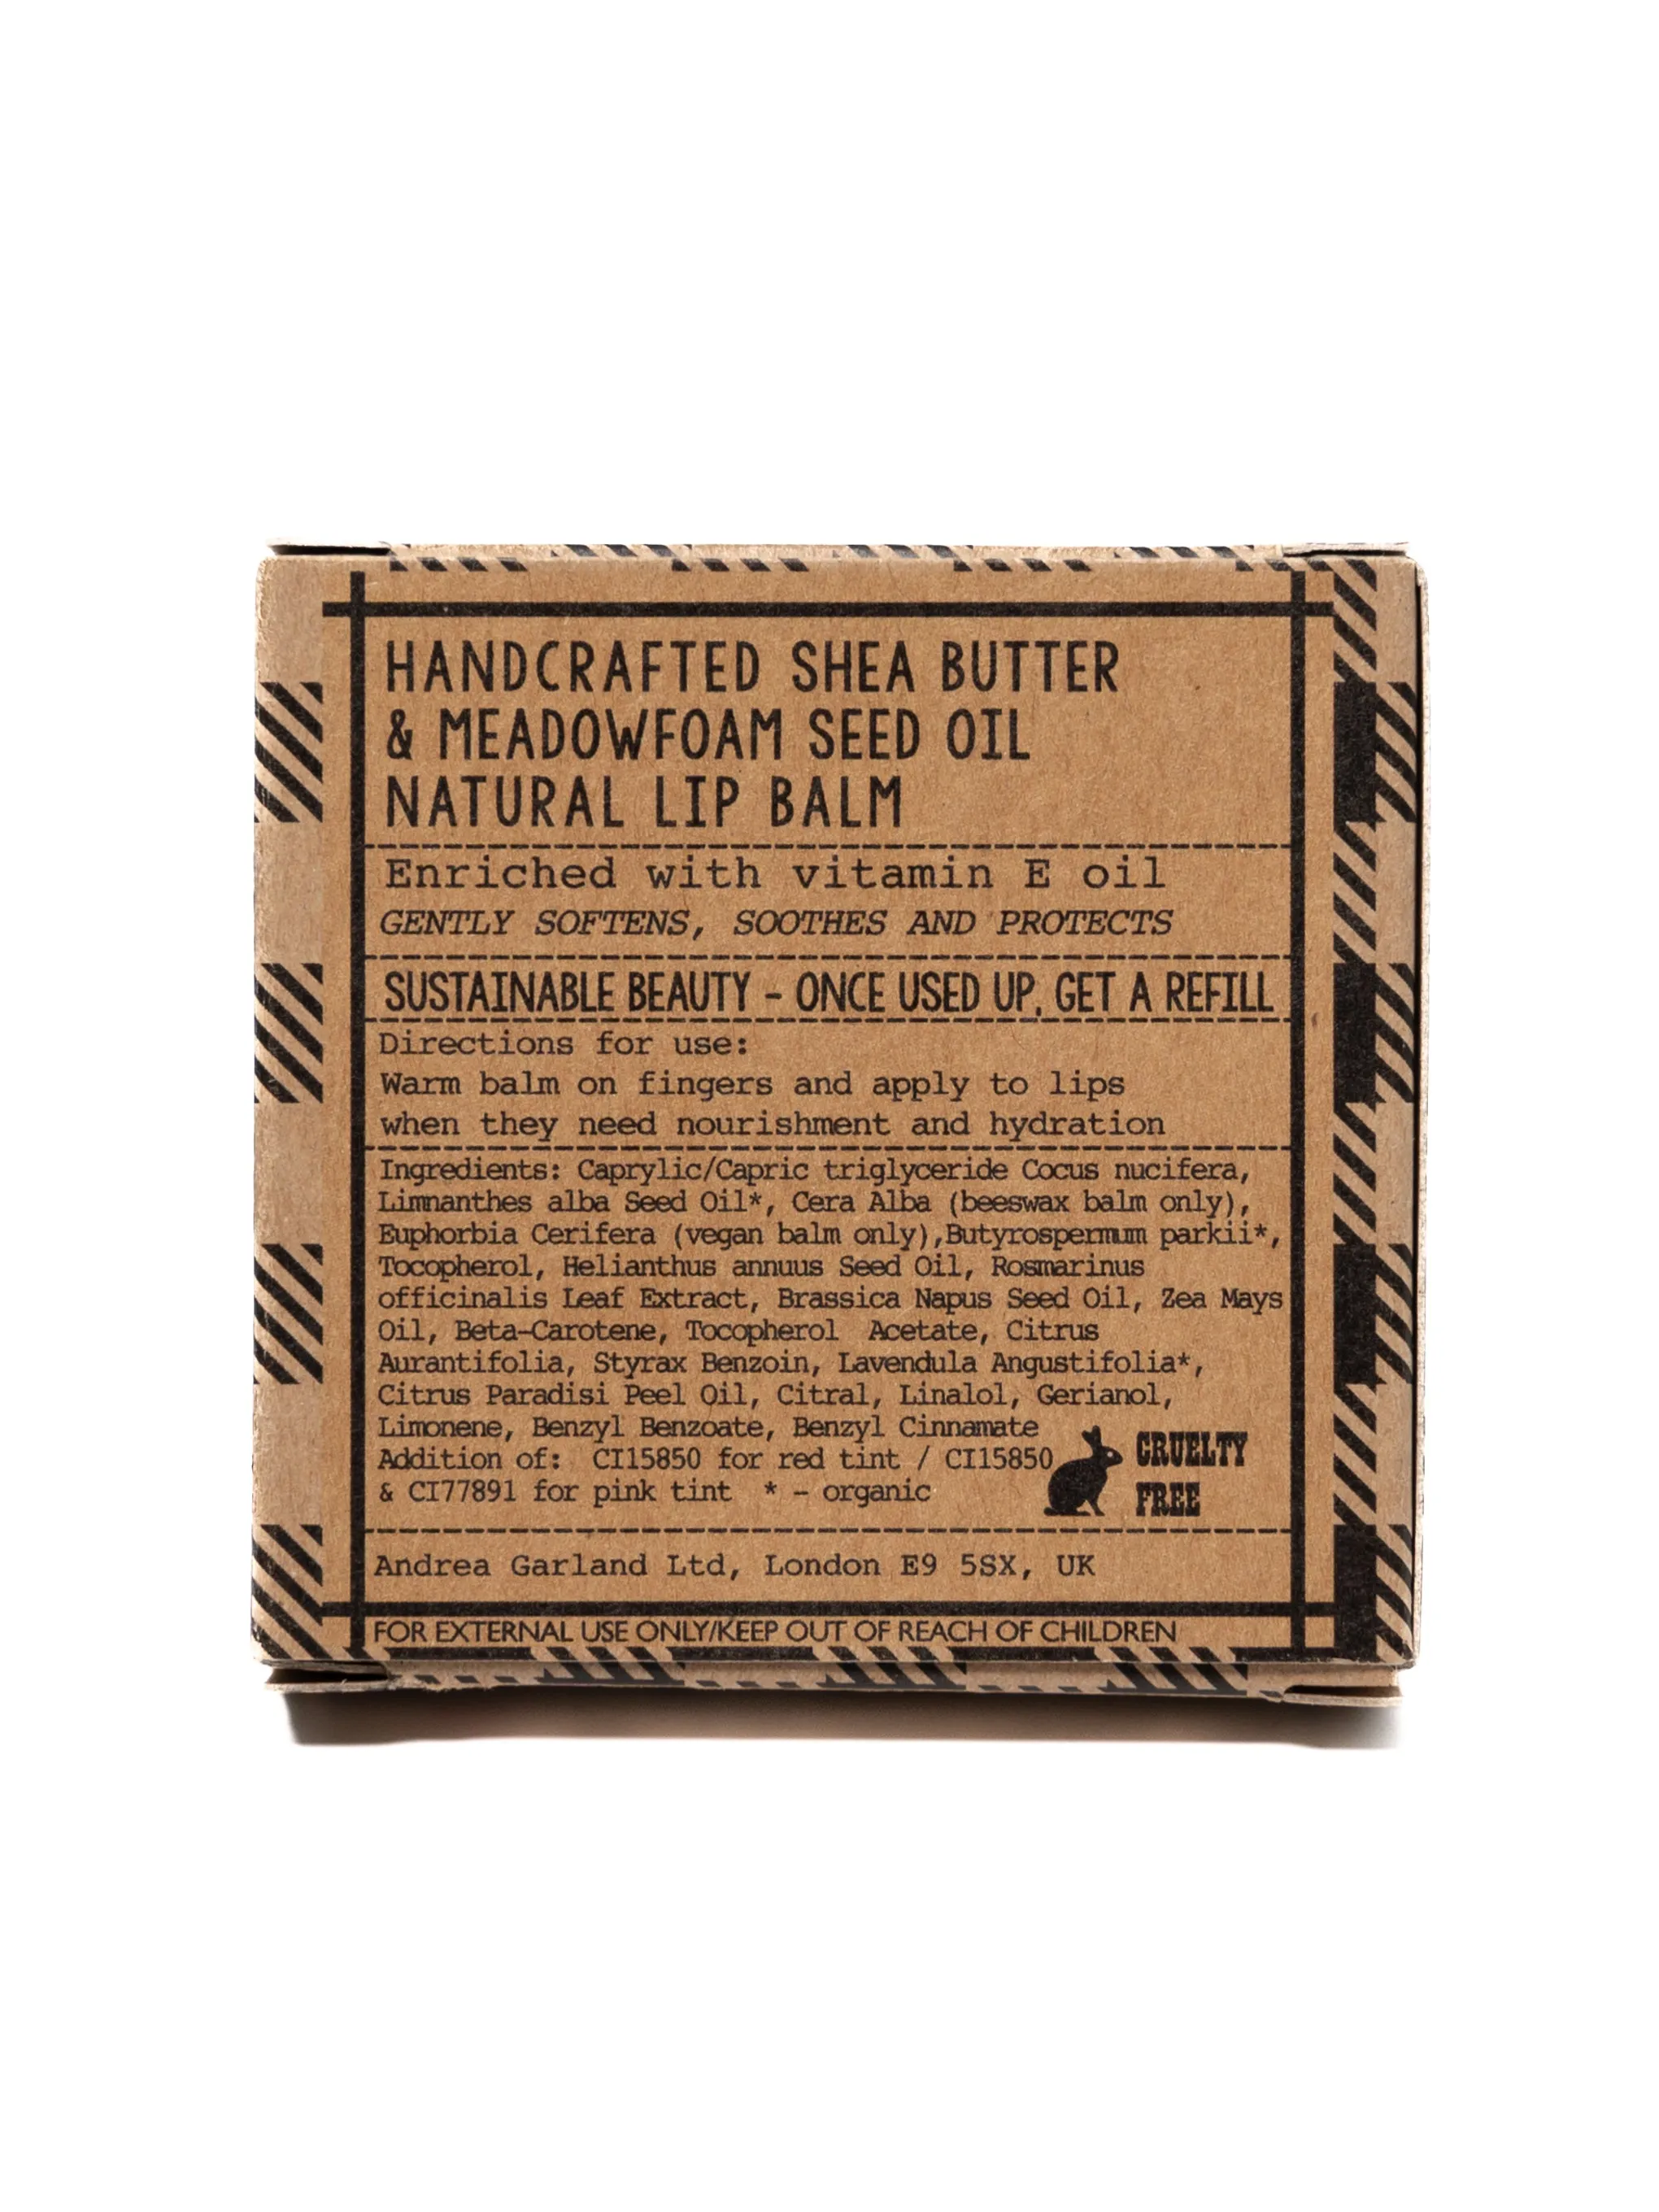 HANDCRAFTED SHEA BUTTER
& MEADOWFOAM SEED OIL
NATURAL LIP BALM
Enriched with vitamin E oil
GENTLY SOFTENS, SOOTHES AND PROTECTS
SUSTAINABLE BEAUTY - ONCE USED UP, GET A REFILL
Directions for use:
Warm balm on fingers and apply to lips
when they need nourishment and hydration
Ingredients: Caprylic/Capric triglyceride Cocus nucifera,
Limnanthes alba Seed Oil*, Cera Alba (beeswax balm only),
Euphorbia Cerifera (vegan balm only),Butyrospermum parkii*,
Tocopherol, Helianthus annuus Seed Oil, Rosmarinus
officinalis Leaf Extract, Brassica Napus Seed Oil, Zea Mays
Oil, Beta-Carotene, Tocopherol Acetate, Citrus
Aurantifolia, Styrax Benzoin, Lavendula Angustifolia*,
Citrus Paradisi Peel Oil, Citral, Linalol, Gerianol,
Limonene, Benzyl Benzoate, Benzyl Cinnamate
Addition of: CI15850 for red tint / CI15850
& CI77891 for pink tint * - organic
CRUELTY
FREE
Andrea Garland Ltd, London E9 5SX, UK
FOR EXTERNAL USE ONLY/KEEP OUT OF REACH OF CHILDREN